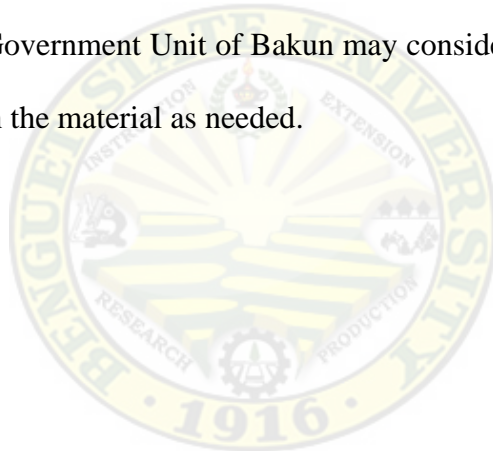 Government Unit of Bakun may conside
the material as needed.
BENGUET STATE UNIVERSITY
INSTRUCTION
EXTENSION
RESEARCH
PRODUCTION
· 1916 ·